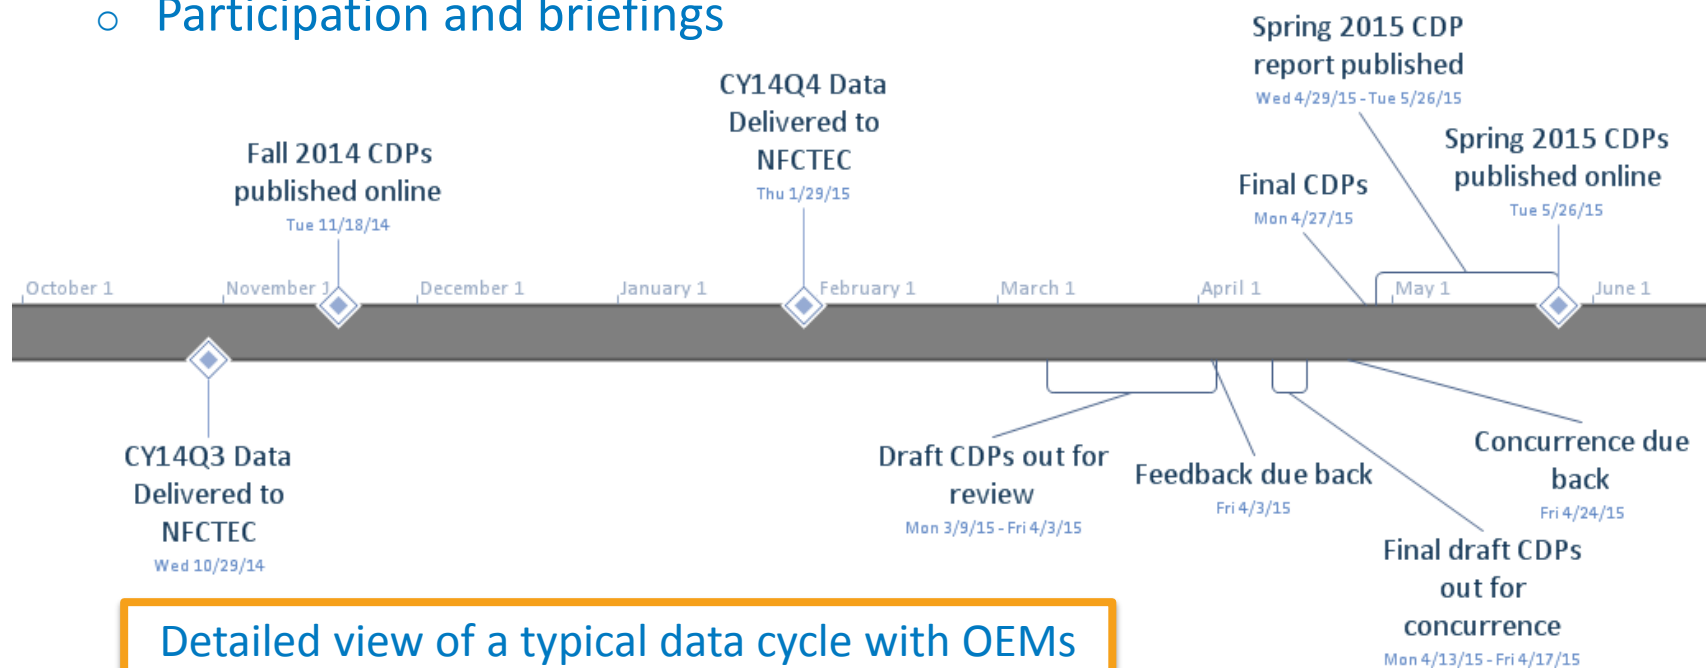 ○ Participation and briefings
Spring 2015 CDP
report published
Wed 4/29/15 - Tue 5/26/15
CY14Q4 Data
Delivered to
NFCTEC
Thu 1/29/15
Fall 2014 CDPs
published online
Tue 11/18/14
Spring 2015 CDPs
published online
Tue 5/26/15
Final CDPs
Mon 4/27/15
October 1
November 1
December 1
January 1
February 1
March 1
April 1
May 1
June 1
CY14Q3 Data
Delivered to
NFCTEC
Wed 10/29/14
Draft CDPs out for
review
Mon 3/9/15 - Fri 4/3/15
Feedback due back
Fri 4/3/15
Concurrence due
back
Fri 4/24/15
Final draft CDPs
out for
concurrence
Mon 4/13/15 - Fri 4/17/15
Detailed view of a typical data cycle with OEMs